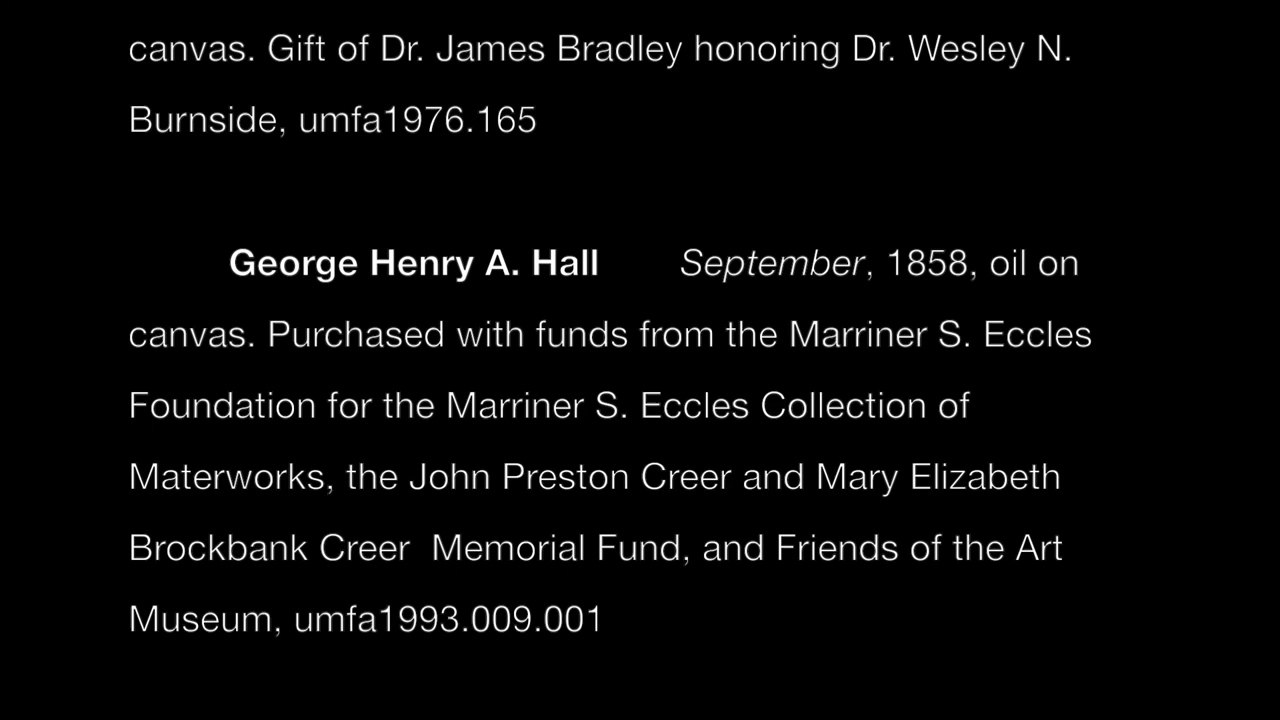 canvas. Gift of Dr. James Bradley honoring Dr. Wesley N.
Burnside, umfa1976.165
George Henry A. Hall September, 1858, oil on
canvas. Purchased with funds from the Marriner S. Eccles
Foundation for the Marriner S. Eccles Collection of
Materworks, the John Preston Creer and Mary Elizabeth
Brockbank Creer Memorial Fund, and Friends of the Art
Museum, umfa1993.009.001